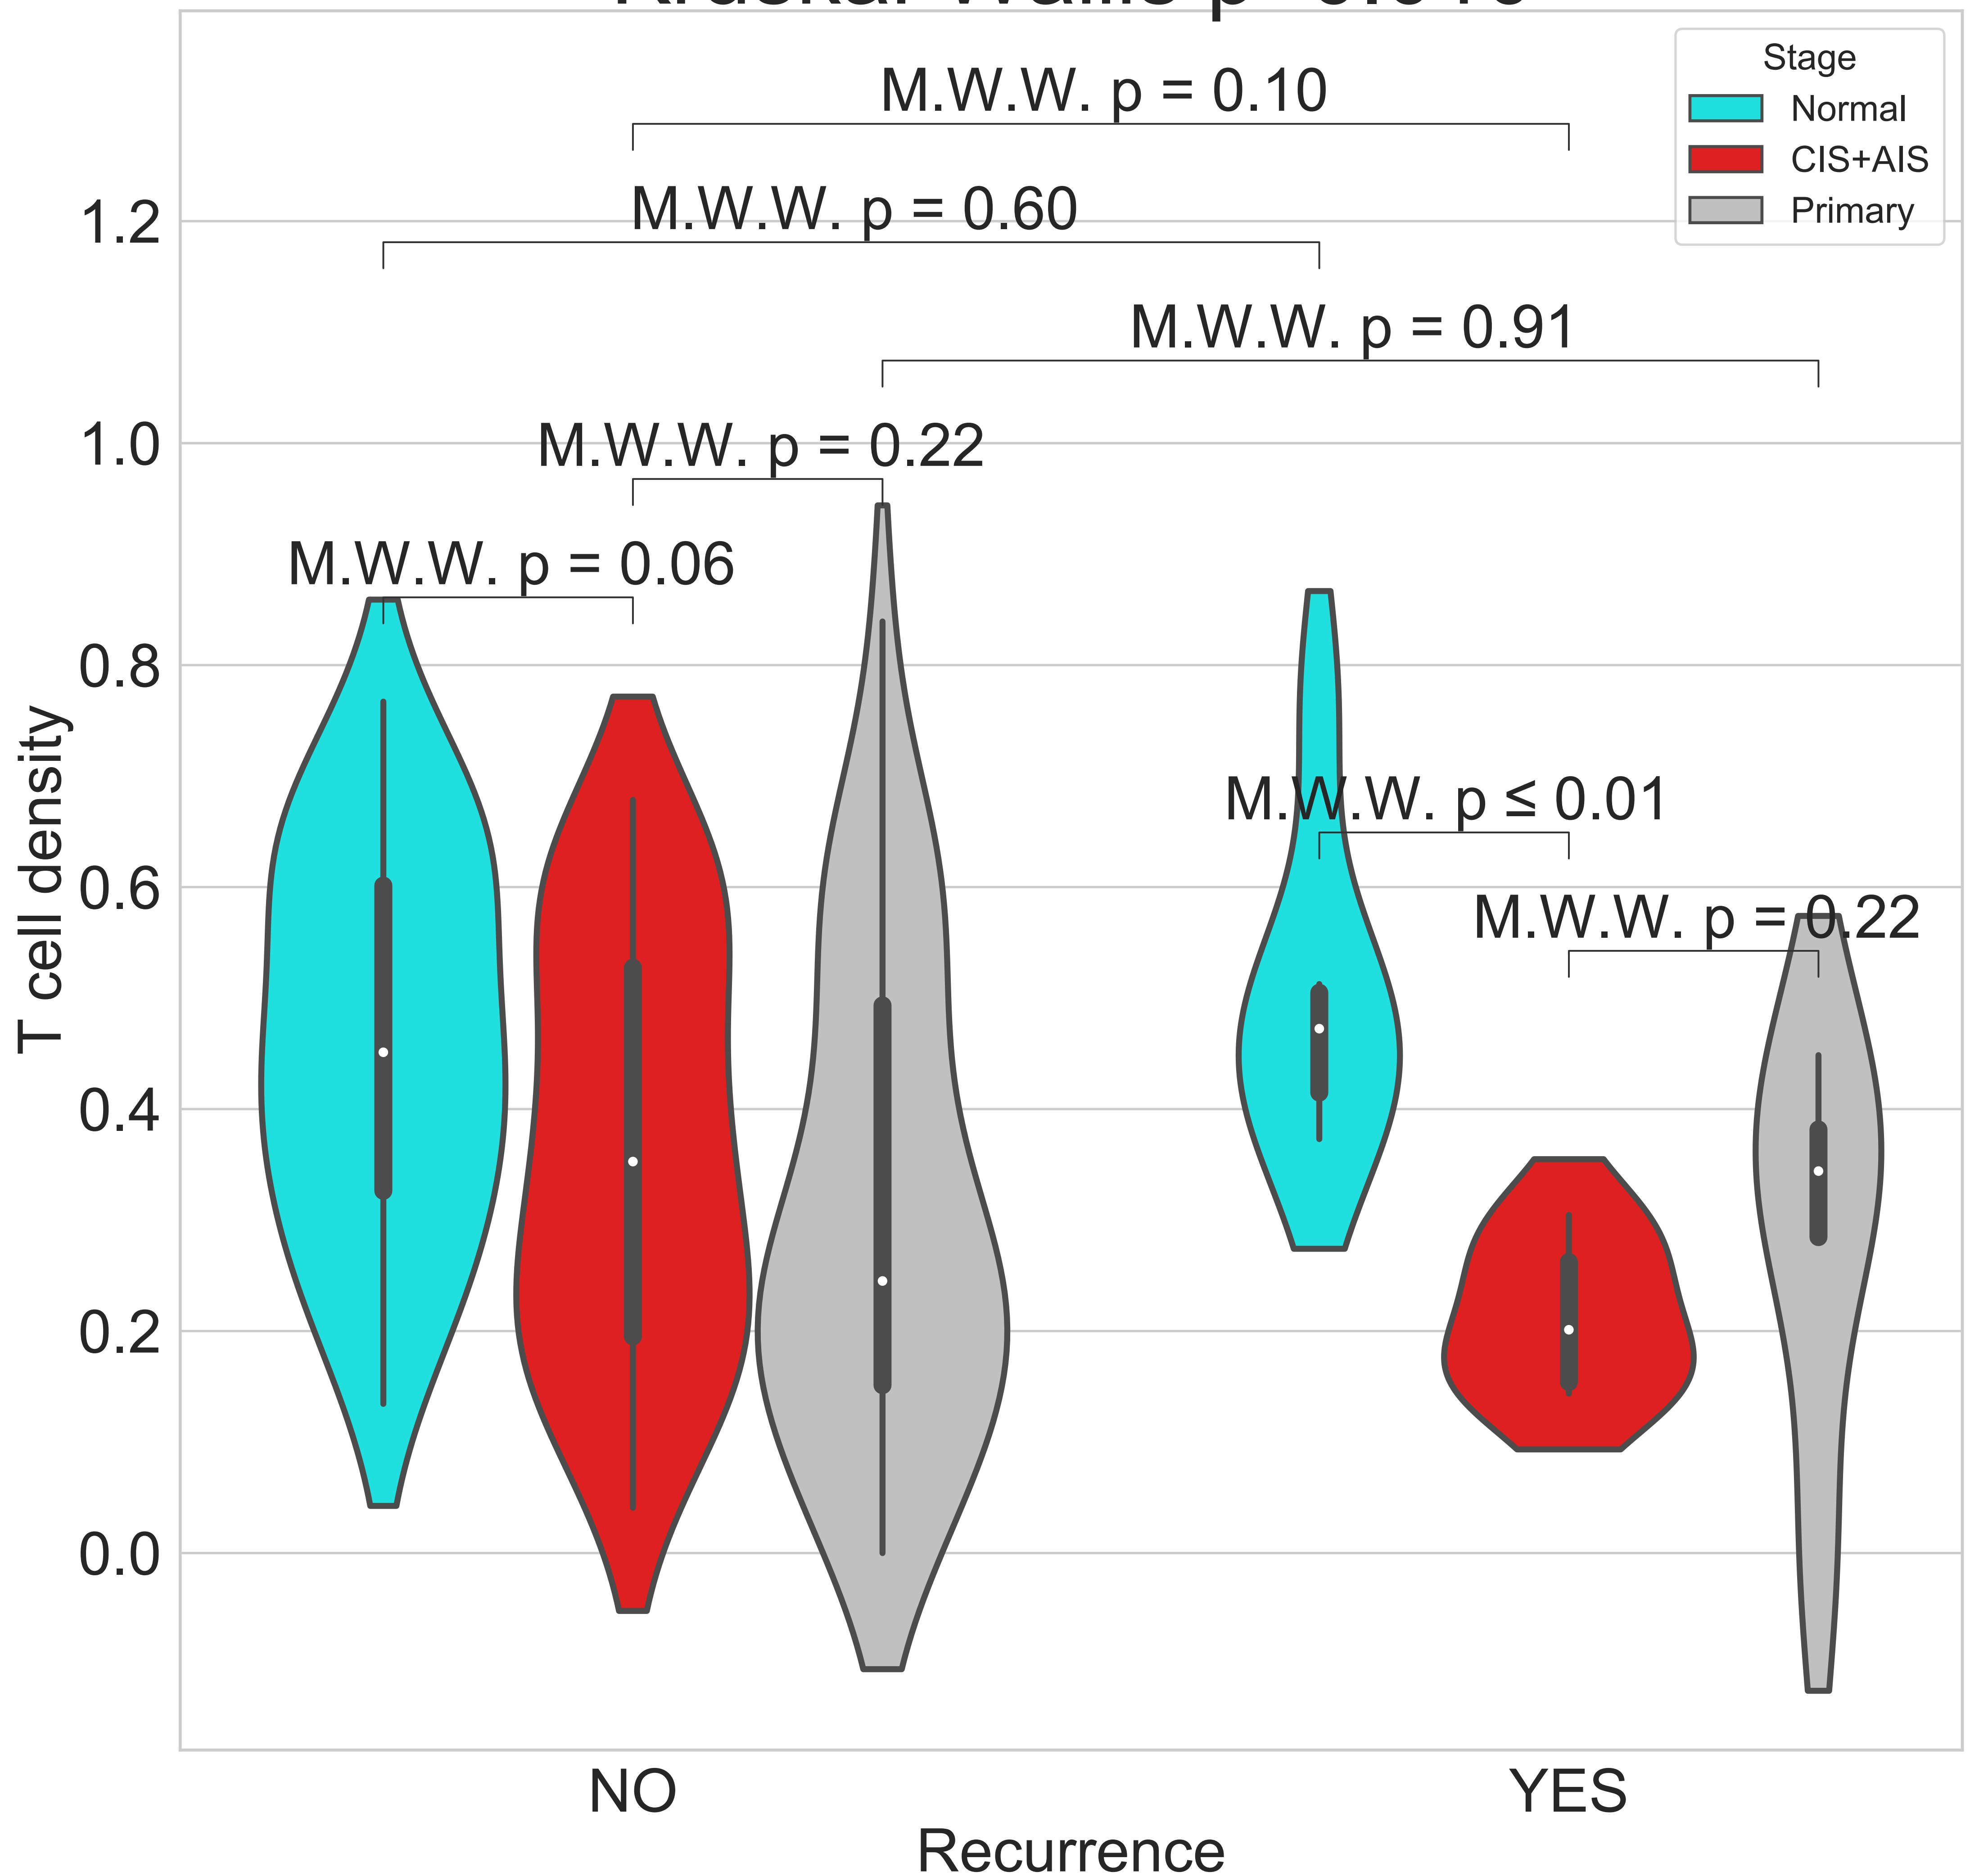 Stage
Normal
CIS+AIS
Primary
M.W.W. p = 0.10
M.W.W. p = 0.60
M.W.W. p = 0.91
M.W.W. p = 0.22
M.W.W. p = 0.06
M.W.W. p ≤ 0.01
M.W.W. p = 0.22
1.2
1.0
0.8
0.6
0.4
0.2
0.0
T cell density
NO
YES
Recurrence